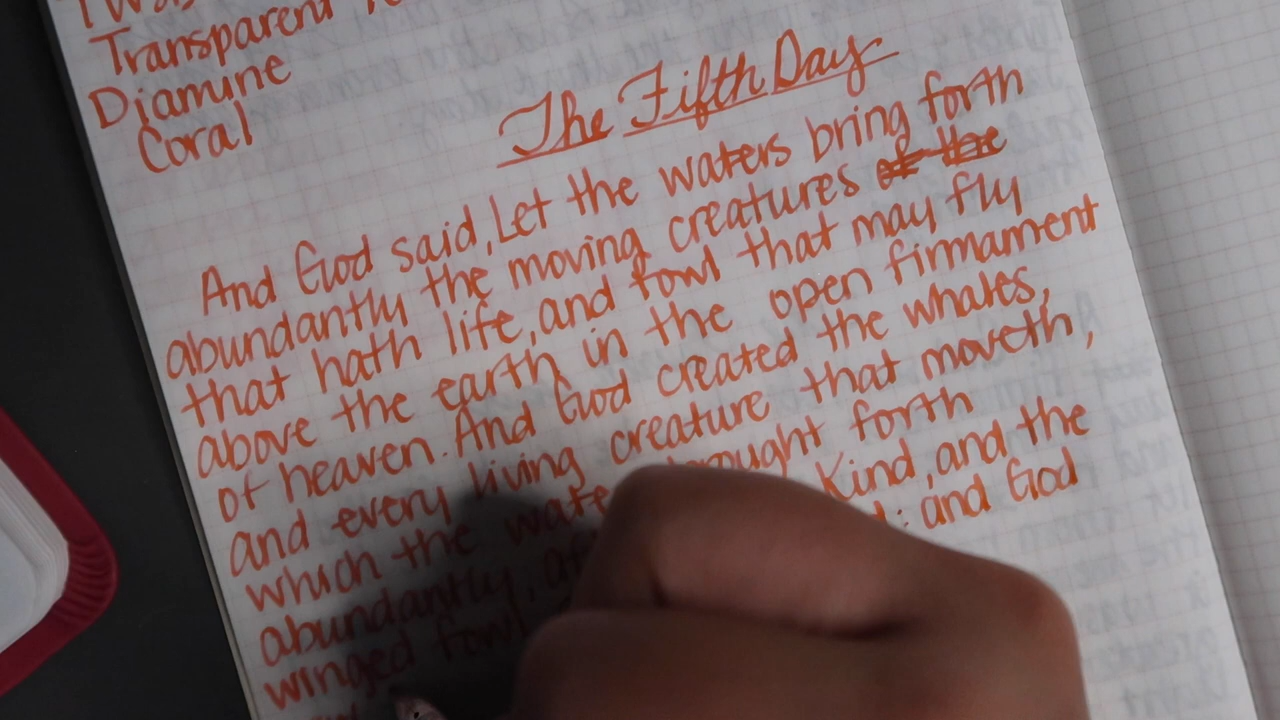 Transparent
Diamine
Coral
The Fifth Day
And God said, Let the waters bring forth
abundantly the moving creatures of the
that hath life, and fowl that may fly
above the earth in the open firmament
of heaven. And God created the whales,
and every living creature that moveth,
which the brought forth
abundantly, Kind, and the
winged fowl : and God